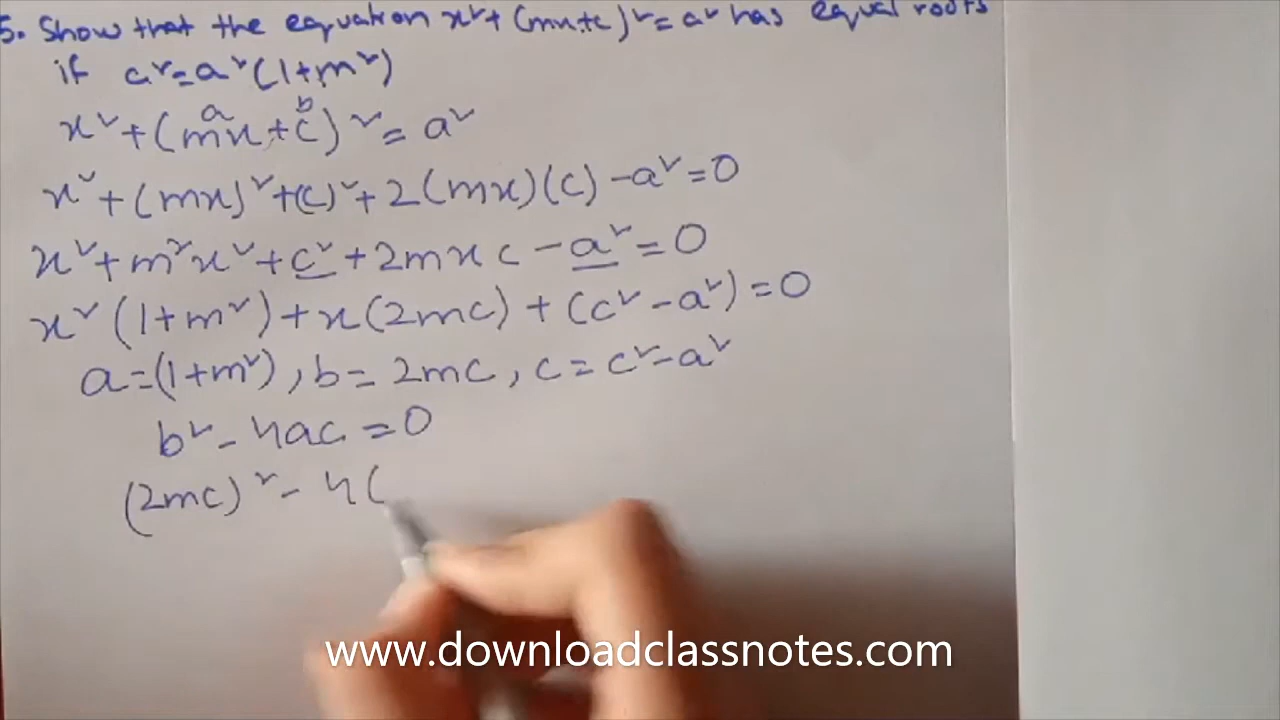 5. Show that the equation x²+(mx+c)²=a² has equal roots
if c²=a²(1+m²)
a b
x²+(mx+c)²=a²
x²+(mx)²+(c)²+2(mx)(c)-a²=0
x²+m²x²+c²+2mxc-a²=0
x²(1+m²)+x(2mc)+(c²-a²)=0
a=(1+m²), b=2mc, c=c²-a²
b²-4ac=0
(2mc)²-4(
www.downloadclassnotes.com